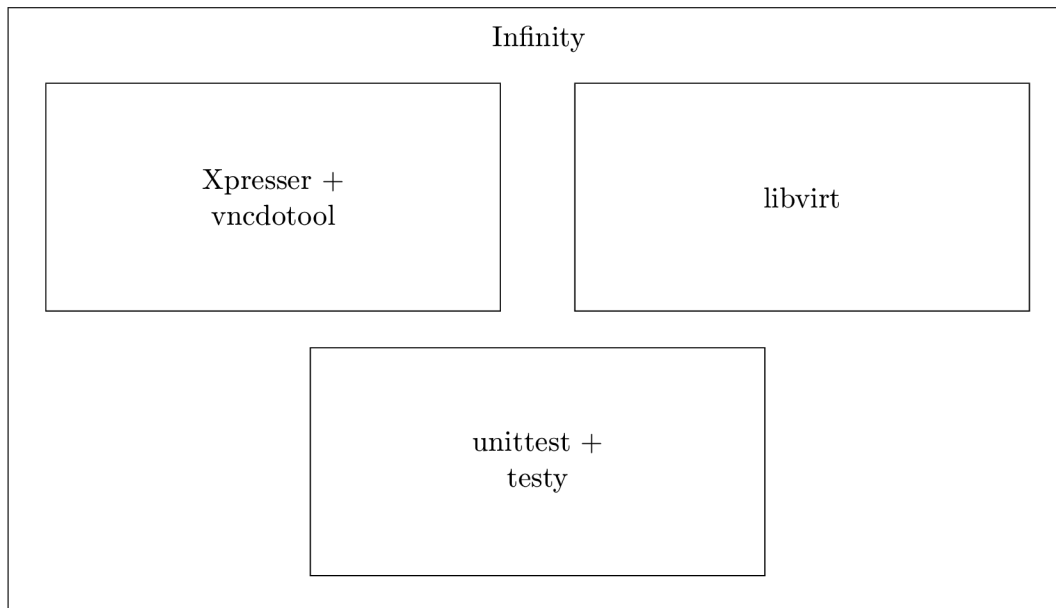 Infinity
Xpresser +
vncdotool
libvirt
unittest +
testy